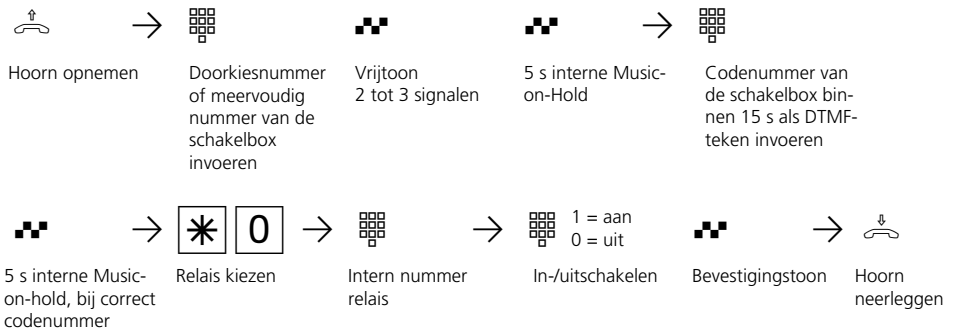 Hoorn opnemen
Doorkiesnummer
of meervoudig
nummer van de
schakelbox
invoeren
Vrijtoon
2 tot 3 signalen
5 s interne Music-
on-Hold
Codenummer van
de schakelbox bin-
nen 15 s als DTMF-
teken invoeren
* 0
1 = aan
0 = uit
5 s interne Music-
on-hold, bij correct
codenummer
Relais kiezen
Intern nummer
relais
In-/uitschakelen
Bevestigingstoon
Hoorn
neerleggen